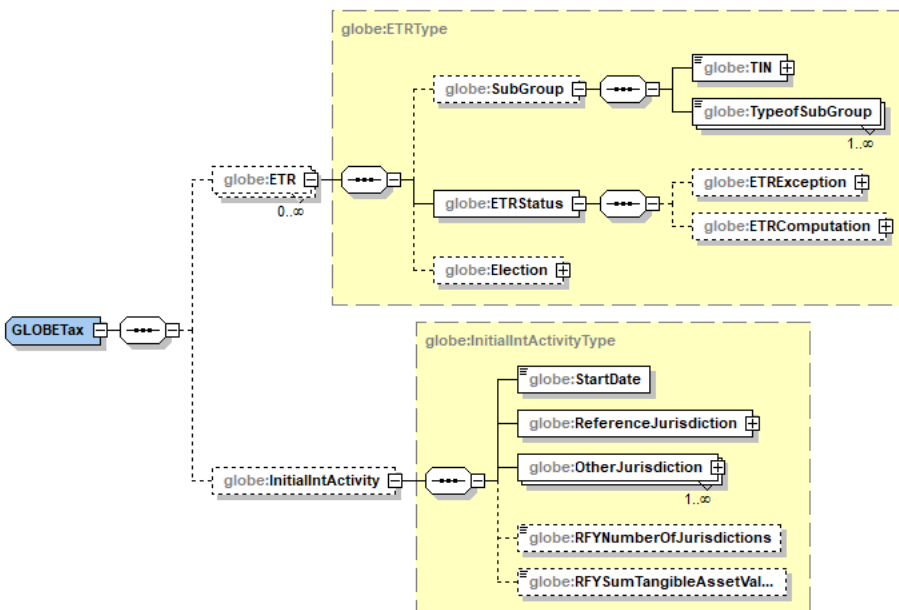 globe:ETRType
globe:SubGroup
globe:TIN
globe:TypeofSubGroup
1..∞
globe:ETR
0..∞
globe:ETRStatus
globe:ETRException
globe:ETRComputation
globe:Election
GLOBETax
globe:InitialIntActivityType
globe:StartDate
globe:ReferenceJurisdiction
globe:OtherJurisdiction
1..∞
globe:InitialIntActivity
globe:RFYNumberOfJurisdictions
globe:RFYSumTangibleAssetVal...